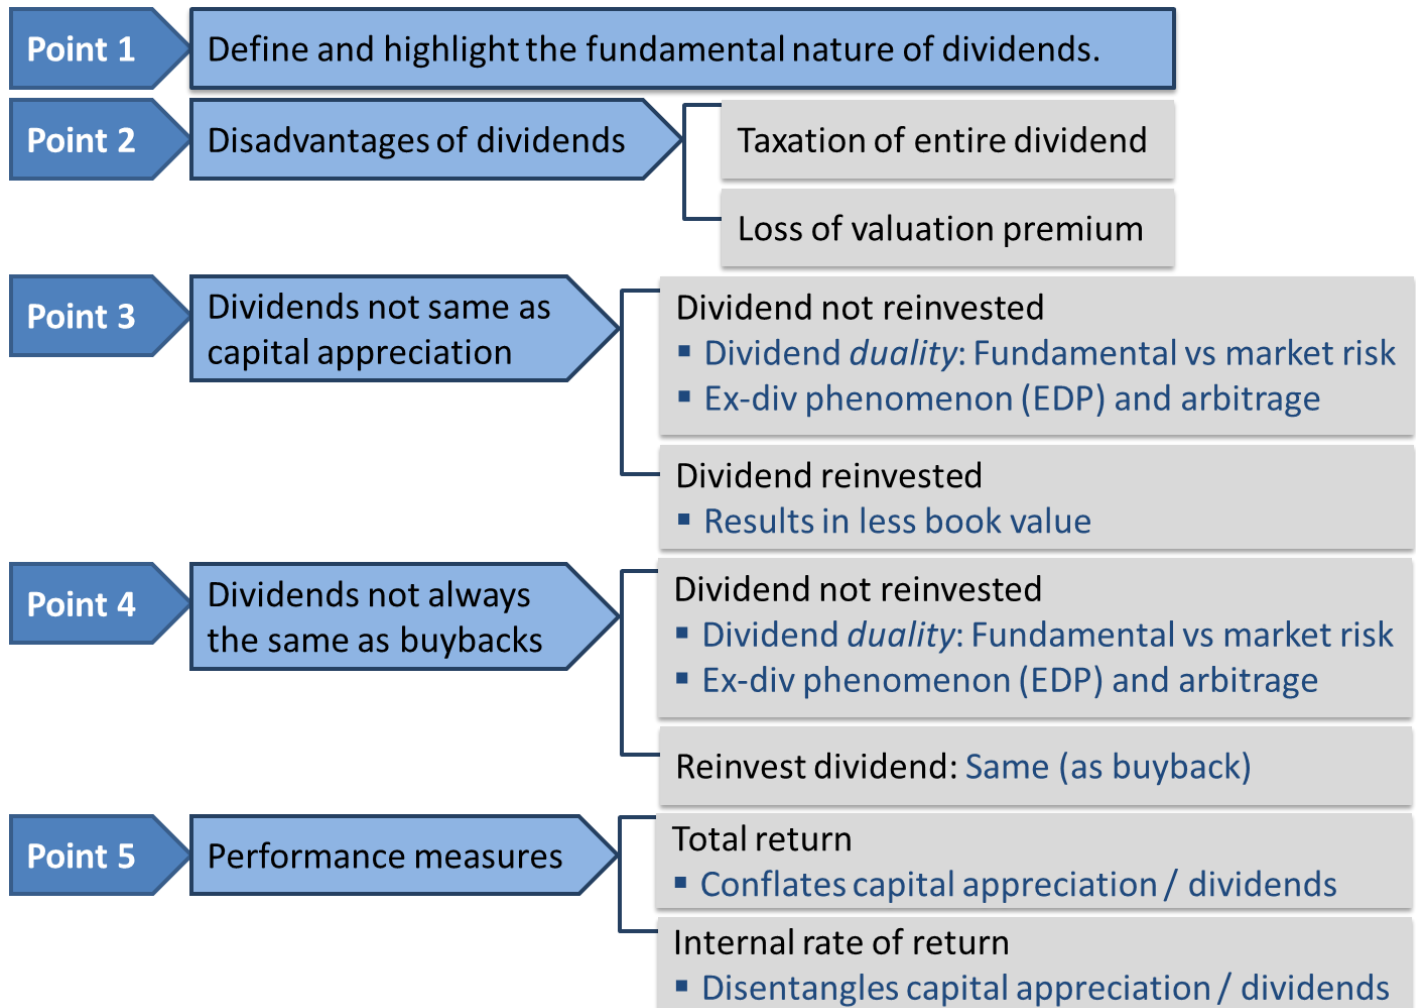 Point 1
Define and highlight the fundamental nature of dividends.
Point 2
Disadvantages of dividends
Taxation of entire dividend
Loss of valuation premium
Point 3
Dividends not same as
capital appreciation
Dividend not reinvested
▪ Dividend duality: Fundamental vs market risk
▪ Ex-div phenomenon (EDP) and arbitrage
Dividend reinvested
▪ Results in less book value
Point 4
Dividends not always
the same as buybacks
Dividend not reinvested
▪ Dividend duality: Fundamental vs market risk
▪ Ex-div phenomenon (EDP) and arbitrage
Reinvest dividend: Same (as buyback)
Point 5
Performance measures
Total return
▪ Conflates capital appreciation / dividends
Internal rate of return
▪ Disentangles capital appreciation / dividends